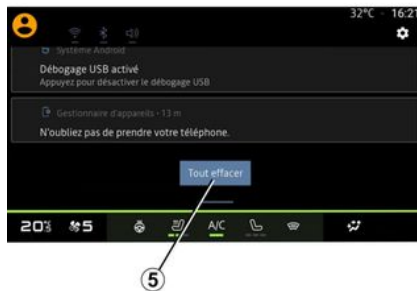 32°C 16:21
Système Android
Débogage USB activé
Appuyez pour désactiver le débogage USB
Gestionnaire d'appareils · 13 m
N'oubliez pas de prendre votre téléphone.
Tout effacer
20 5 A/C
5